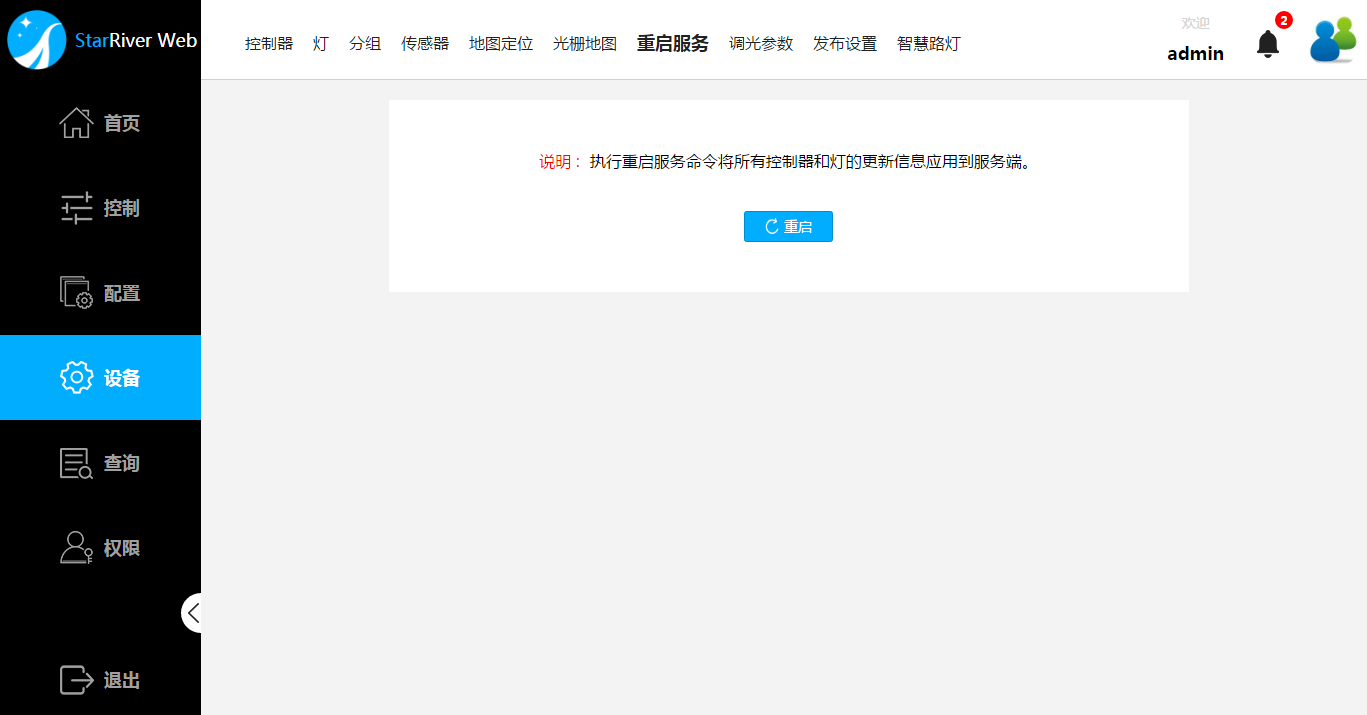 StarRiver Web
控制器 灯 分组 传感器 地图定位 光栅地图 重启服务 调光参数 发布设置 智慧路灯
欢迎
admin
2
首页
控制
配置
设备
查询
权限
退出
说明： 执行重启服务命令将所有控制器和灯的更新信息应用到服务端。
重启